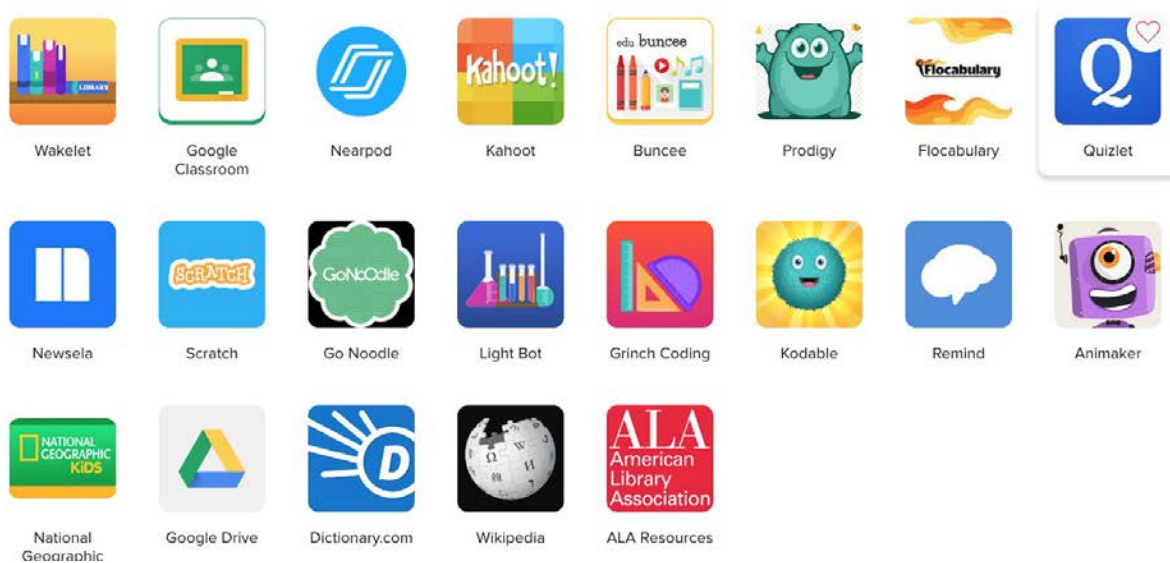 LIBRARY
Kahoot!
edu buncee
Flocabulary
Q
Wakelet
Google
Classroom
Nearpod
Kahoot
Buncee
Prodigy
Flocabulary
Quizlet
SCRATCH
GoNoOdle
Newsela
Scratch
Go Noodle
Light Bot
Grinch Coding
Kodable
Remind
Animaker
NATIONAL
GEOGRAPHIC
KiDS
D
Ω W И
ALA
American
Library
Association
National
Geographic
Google Drive
Dictionary.com
Wikipedia
ALA Resources